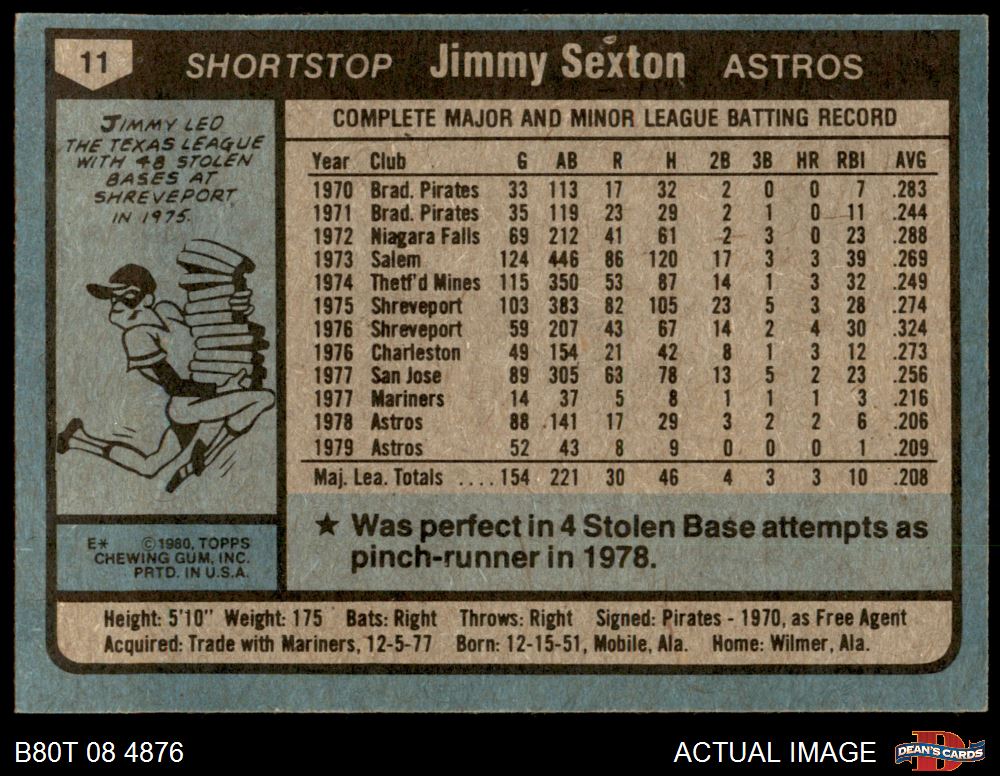 11 SHORTSTOP Jimmy Sexton ASTROS
JIMMY LED
THE TEXAS LEAGUE
WITH 48 STOLEN
BASES AT
SHREVEPORT
IN 1975.
E* ©1980, TOPPS
CHEWING GUM, INC.
PRTD. IN U.S.A.
COMPLETE MAJOR AND MINOR LEAGUE BATTING RECORD
Year Club G AB R H 2B 3B HR RBI AVG
1970 Brad. Pirates 33 113 17 32 2 0 0 7 .283
1971 Brad. Pirates 35 119 23 29 2 1 0 11 .244
1972 Niagara Falls 69 212 41 61 2 3 0 23 .288
1973 Salem 124 446 86 120 17 3 3 39 .269
1974 Thetf'd Mines 115 350 53 87 14 1 3 32 .249
1975 Shreveport 103 383 82 105 23 5 3 28 .274
1976 Shreveport 59 207 43 67 14 2 4 30 .324
1976 Charleston 49 154 21 42 8 1 3 12 .273
1977 San Jose 89 305 63 78 13 5 2 23 .256
1977 Mariners 14 37 5 8 1 1 1 3 .216
1978 Astros 88 141 17 29 3 2 2 6 .206
1979 Astros 52 43 8 9 0 0 0 1 .209
Maj. Lea. Totals .... 154 221 30 46 4 3 3 10 .208
★ Was perfect in 4 Stolen Base attempts as
pinch-runner in 1978.
Height: 5'10" Weight: 175 Bats: Right Throws: Right Signed: Pirates - 1970, as Free Agent
Acquired: Trade with Mariners, 12-5-77 Born: 12-15-51, Mobile, Ala. Home: Wilmer, Ala.
B80T 08 4876 ACTUAL IMAGE D DEAN'S CARDS